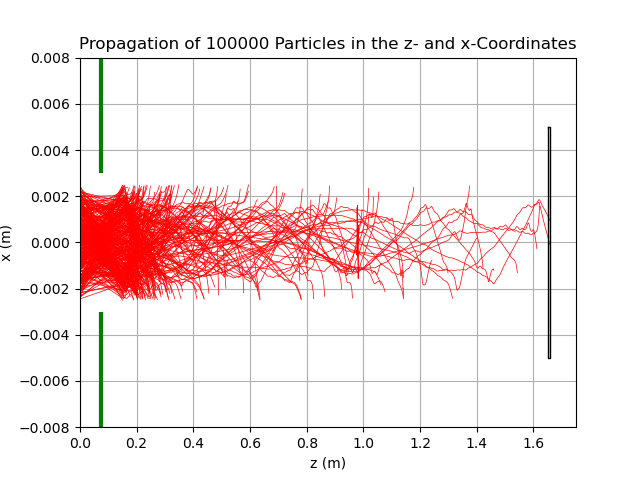 Propagation of 100000 Particles in the z- and x-Coordinates
0.008
0.006
0.004
0.002
0.000
−0.002
−0.004
−0.006
−0.008
x (m)
0.0 0.2 0.4 0.6 0.8 1.0 1.2 1.4 1.6
z (m)